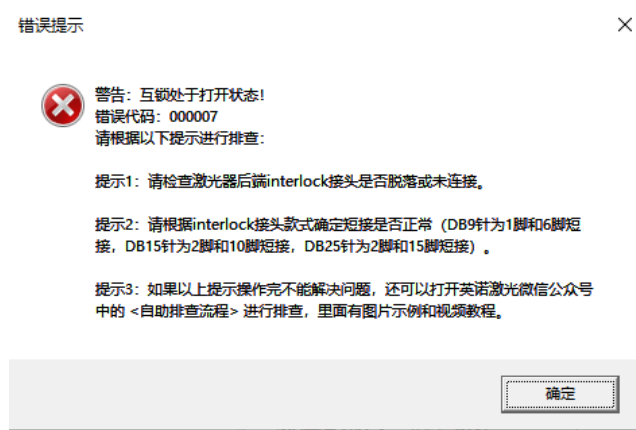 错误提示
警告：互锁处于打开状态！
错误代码：000007
请根据以下提示进行排查：
提示1：请检查激光器后端interlock接头是否脱落或未连接。
提示2：请根据interlock接头款式确定短接是否正常（DB9针为1脚和6脚短
接，DB15针为2脚和10脚短接，DB25针为2脚和15脚短接）。
提示3：如果以上提示操作完不能解决问题，还可以打开英诺激光微信公众号
中的 <自助排查流程> 进行排查，里面有图片示例和视频教程。
确定